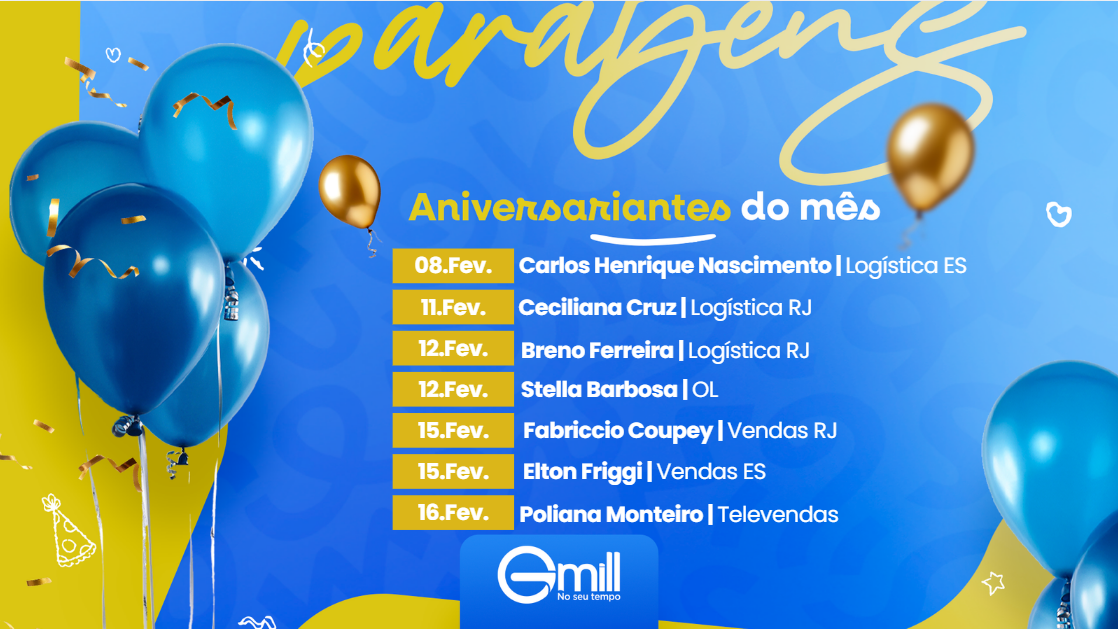 parabéns
Aniversariantes do mês
08.Fev. Carlos Henrique Nascimento | Logística ES
11.Fev. Ceciliana Cruz | Logística RJ
12.Fev. Breno Ferreira | Logística RJ
12.Fev. Stella Barbosa | OL
15.Fev. Fabriccio Coupey | Vendas RJ
15.Fev. Elton Friggi | Vendas ES
16.Fev. Poliana Monteiro | Televendas
Gmill
No seu tempo